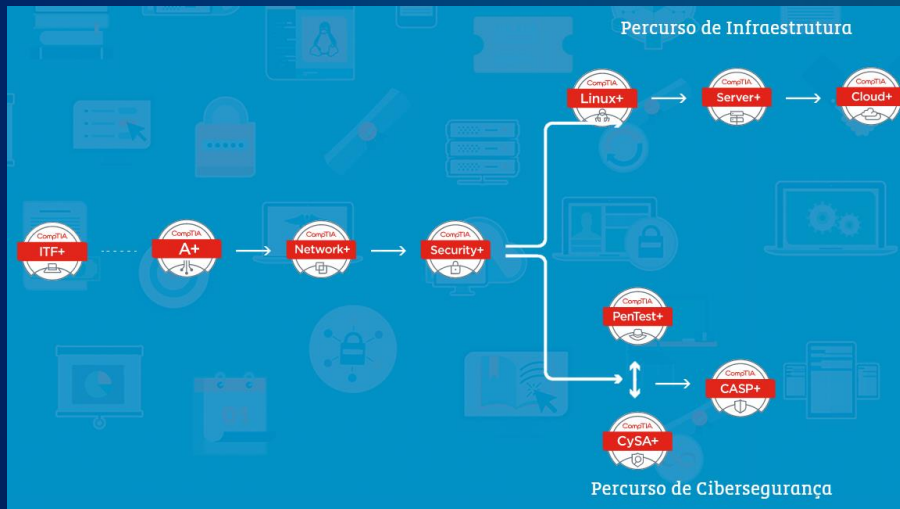 Percurso de Infraestrutura
CompTIA
Linux+
CompTIA
Server+
CompTIA
Cloud+
CompTIA
ITF+
CompTIA
A+
CompTIA
Network+
CompTIA
Security+
CompTIA
PenTest+
CompTIA
CASP+
CompTIA
CySA+
Percurso de Cibersegurança